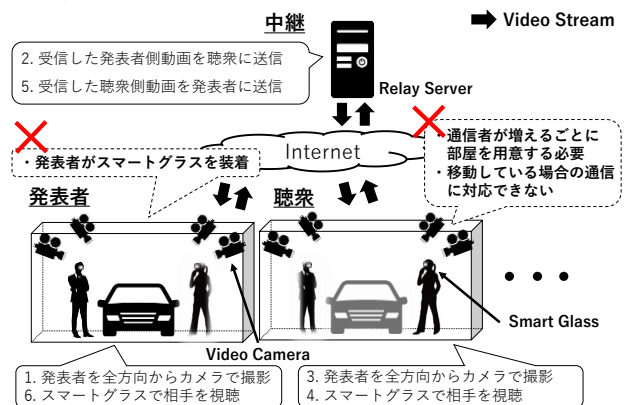 中継
Video Stream
2. 受信した発表者側動画を聴衆に送信
5. 受信した聴衆側動画を発表者に送信
Relay Server
・発表者がスマートグラスを装着
Internet
・通信者が増えるごとに
部屋を用意する必要
・移動している場合の通信
に対応できない
発表者
聴衆
・・・
Smart Glass
Video Camera
1. 発表者を全方向からカメラで撮影
6. スマートグラスで相手を視聴
3. 発表者を全方向からカメラで撮影
4. スマートグラスで相手を視聴